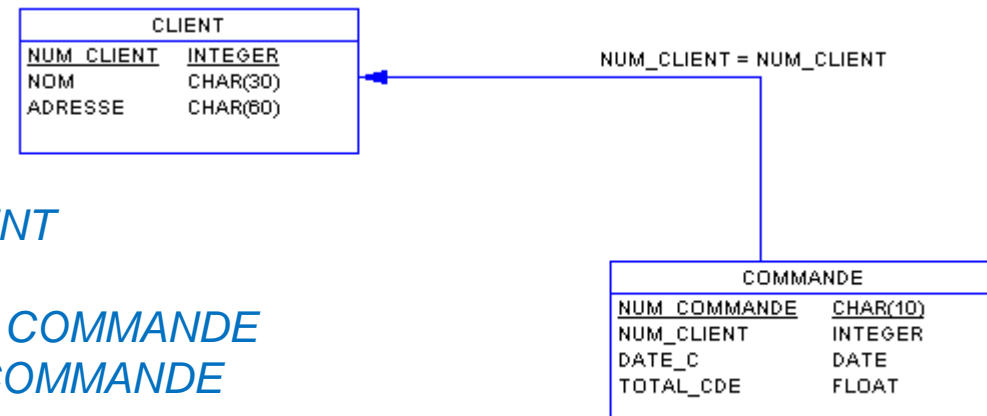 CLIENT
NUM_CLIENT INTEGER
NOM CHAR(30)
ADRESSE CHAR(60)
NUM_CLIENT = NUM_CLIENT
COMMANDE
COMMANDE
COMMANDE
NUM_COMMANDE CHAR(10)
NUM_CLIENT INTEGER
DATE_C DATE
TOTAL_CDE FLOAT